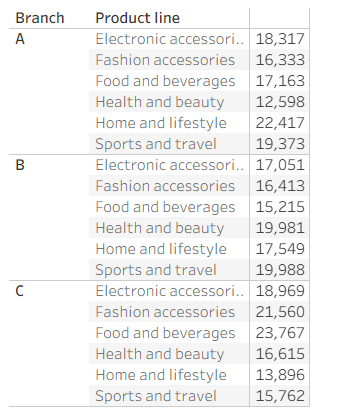 Branch Product line
A Electronic accessori.. 18,317
Fashion accessories 16,333
Food and beverages 17,163
Health and beauty 12,598
Home and lifestyle 22,417
Sports and travel 19,373
B Electronic accessori.. 17,051
Fashion accessories 16,413
Food and beverages 15,215
Health and beauty 19,981
Home and lifestyle 17,549
Sports and travel 19,988
C Electronic accessori.. 18,969
Fashion accessories 21,560
Food and beverages 23,767
Health and beauty 16,615
Home and lifestyle 13,896
Sports and travel 15,762